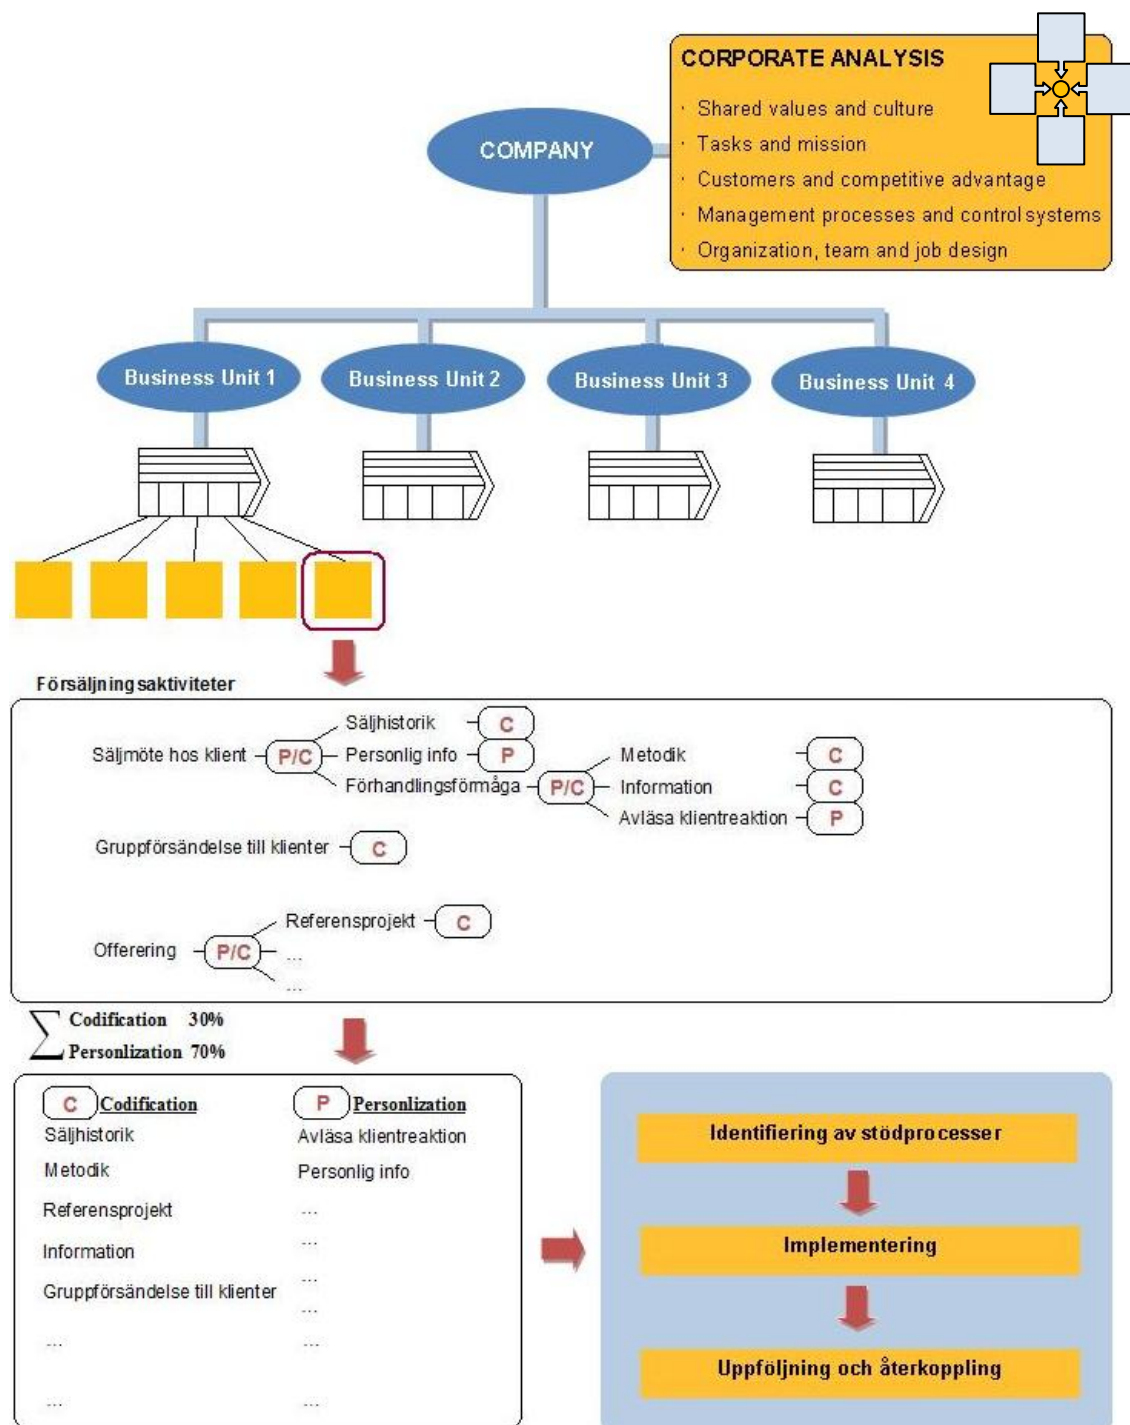 CORPORATE ANALYSIS
· Shared values and culture
· Tasks and mission
· Customers and competitive advantage
· Management processes and control systems
· Organization, team and job design
COMPANY
Business Unit 1
Business Unit 2
Business Unit 3
Business Unit 4
Försäljningsaktiviteter
Säljmöte hos klient
P/C
Säljhistorik
C
Personlig info
P
Förhandlingsförmåga
P/C
Metodik
C
Information
C
Avläsa klientreaktion
P
Gruppförsändelse till klienter
C
Offerering
P/C
Referensprojekt
C
...
...
∑
Codification 30%
Personlization 70%
C Codification
Säljhistorik
Metodik
Referensprojekt
Information
Gruppförsändelse till klienter
...
...
P Personlization
Avläsa klientreaktion
Personlig info
...
...
...
...
...
...
Identifiering av stödprocesser
Implementering
Uppföljning och återkoppling